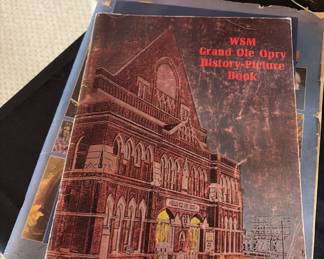 WSM
Grand Ole Opry
History-Picture
Book